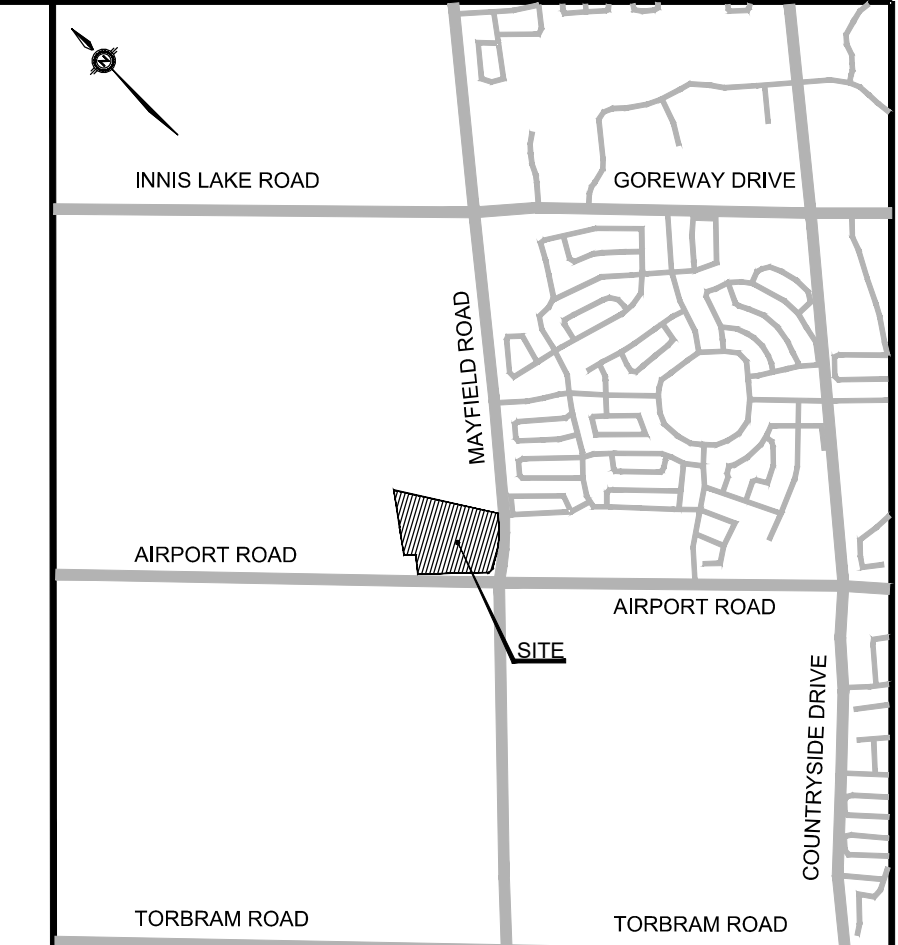 N
INNIS LAKE ROAD
GOREWAY DRIVE
MAYFIELD ROAD
AIRPORT ROAD
AIRPORT ROAD
SITE
COUNTRYSIDE DRIVE
TORBRAM ROAD
TORBRAM ROAD